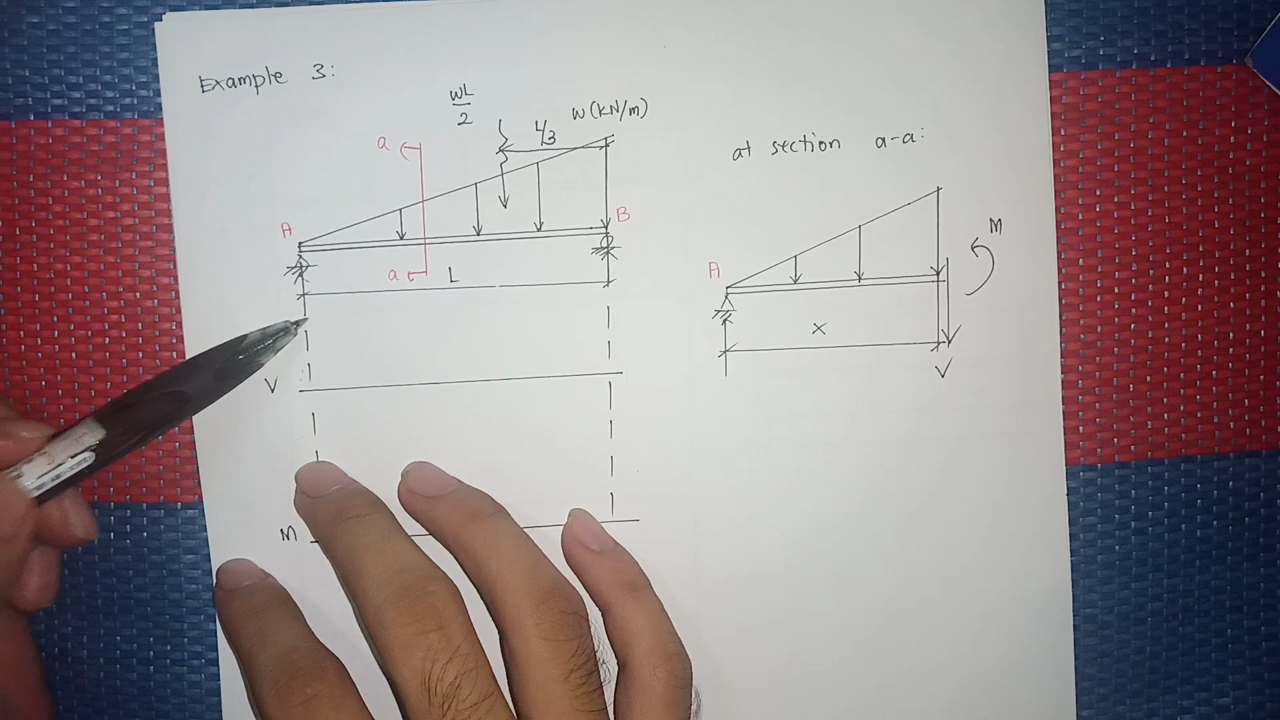 Example 3:
wL
2
L/3
w (kN/m)
a
A
B
a
L
V
M
at section a-a:
A
M
x
V